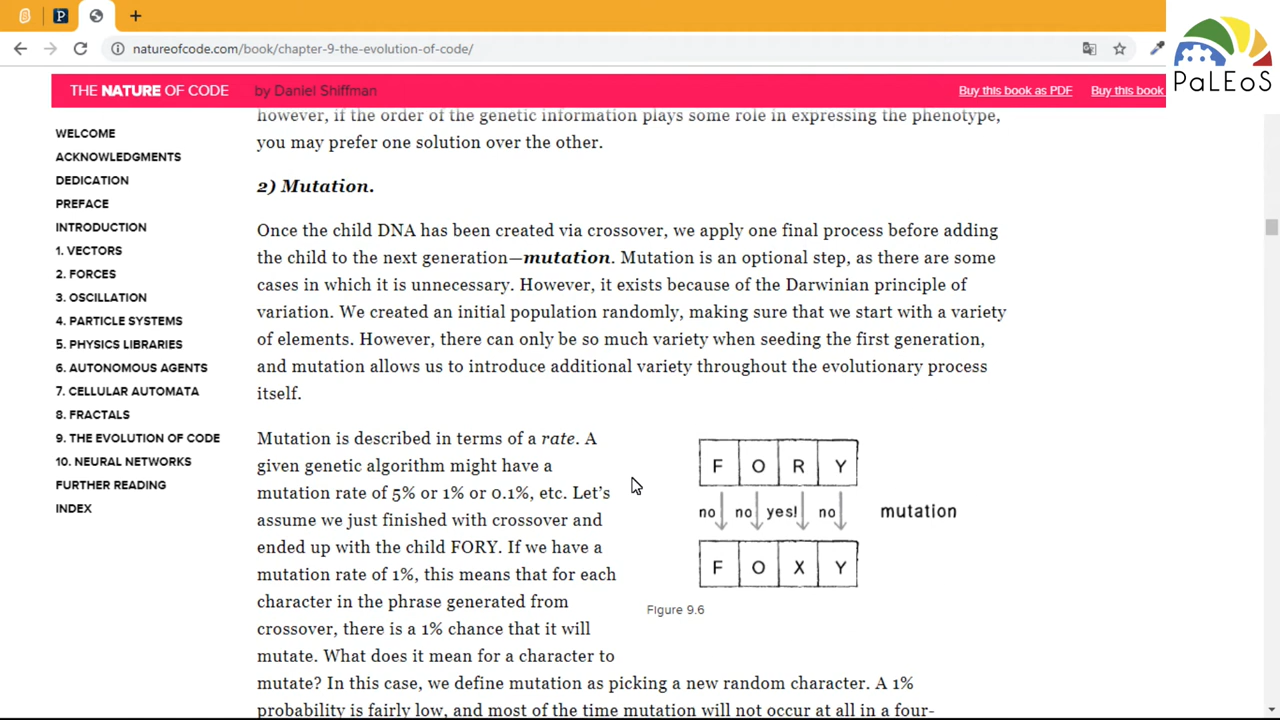 natureofcode.com/book/chapter-9-the-evolution-of-code/
PaLEoS
THE NATURE OF CODE by Daniel Shiffman
Buy this book as PDF
Buy this book
WELCOME
ACKNOWLEDGMENTS
DEDICATION
PREFACE
INTRODUCTION
1. VECTORS
2. FORCES
3. OSCILLATION
4. PARTICLE SYSTEMS
5. PHYSICS LIBRARIES
6. AUTONOMOUS AGENTS
7. CELLULAR AUTOMATA
8. FRACTALS
9. THE EVOLUTION OF CODE
10. NEURAL NETWORKS
FURTHER READING
INDEX
however, if the order of the genetic information plays some role in expressing the phenotype,
you may prefer one solution over the other.
2) Mutation.
Once the child DNA has been created via crossover, we apply one final process before adding
the child to the next generation—mutation. Mutation is an optional step, as there are some
cases in which it is unnecessary. However, it exists because of the Darwinian principle of
variation. We created an initial population randomly, making sure that we start with a variety
of elements. However, there can only be so much variety when seeding the first generation,
and mutation allows us to introduce additional variety throughout the evolutionary process
itself.
Mutation is described in terms of a rate. A
given genetic algorithm might have a
mutation rate of 5% or 1% or 0.1%, etc. Let's
assume we just finished with crossover and
ended up with the child FORY. If we have a
mutation rate of 1%, this means that for each
character in the phrase generated from
crossover, there is a 1% chance that it will
mutate. What does it mean for a character to
mutate? In this case, we define mutation as picking a new random character. A 1%
probability is fairly low, and most of the time mutation will not occur at all in a four-
F O R Y
no no yes! no mutation
F O X Y
Figure 9.6